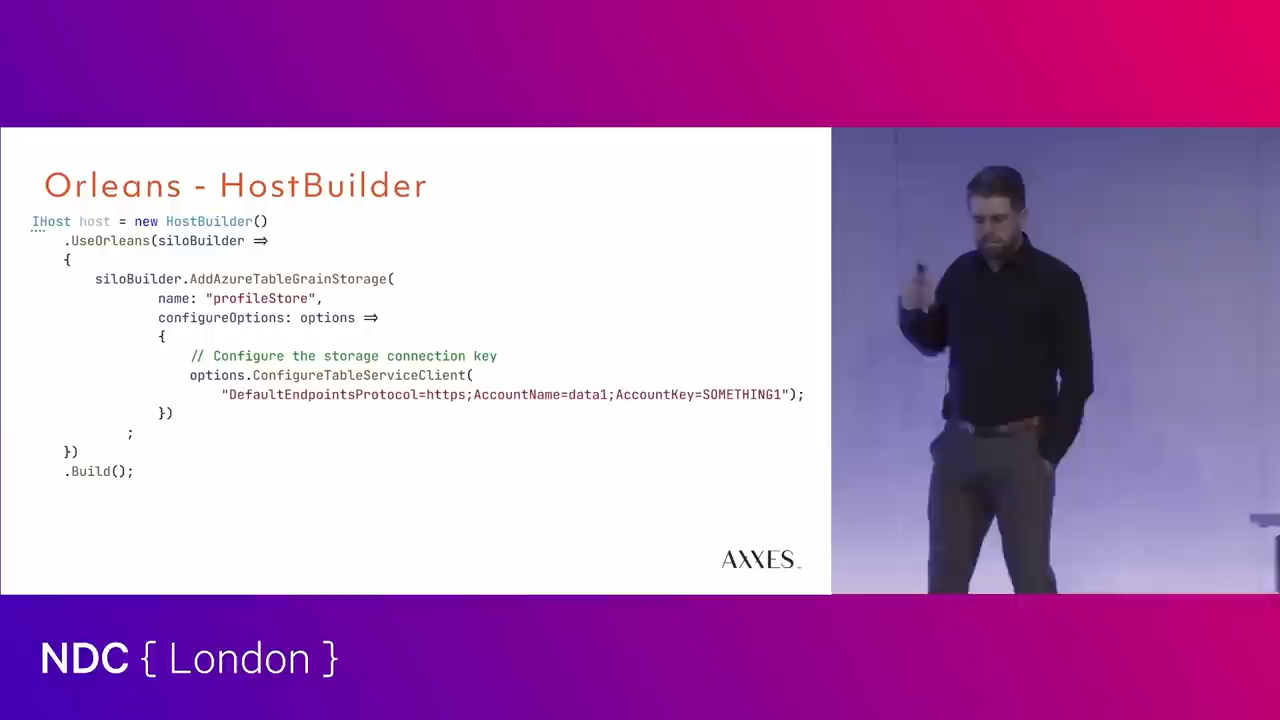 Orleans - HostBuilder
IHost host = new HostBuilder()
.UseOrleans(siloBuilder ⇒
{
siloBuilder.AddAzureTableGrainStorage(
name: "profileStore",
configureOptions: options ⇒
{
// Configure the storage connection key
options.ConfigureTableServiceClient(
"DefaultEndpointsProtocol=https;AccountName=data1;AccountKey=SOMETHING1");
})
;
})
.Build();
AXXES
NDC { London }